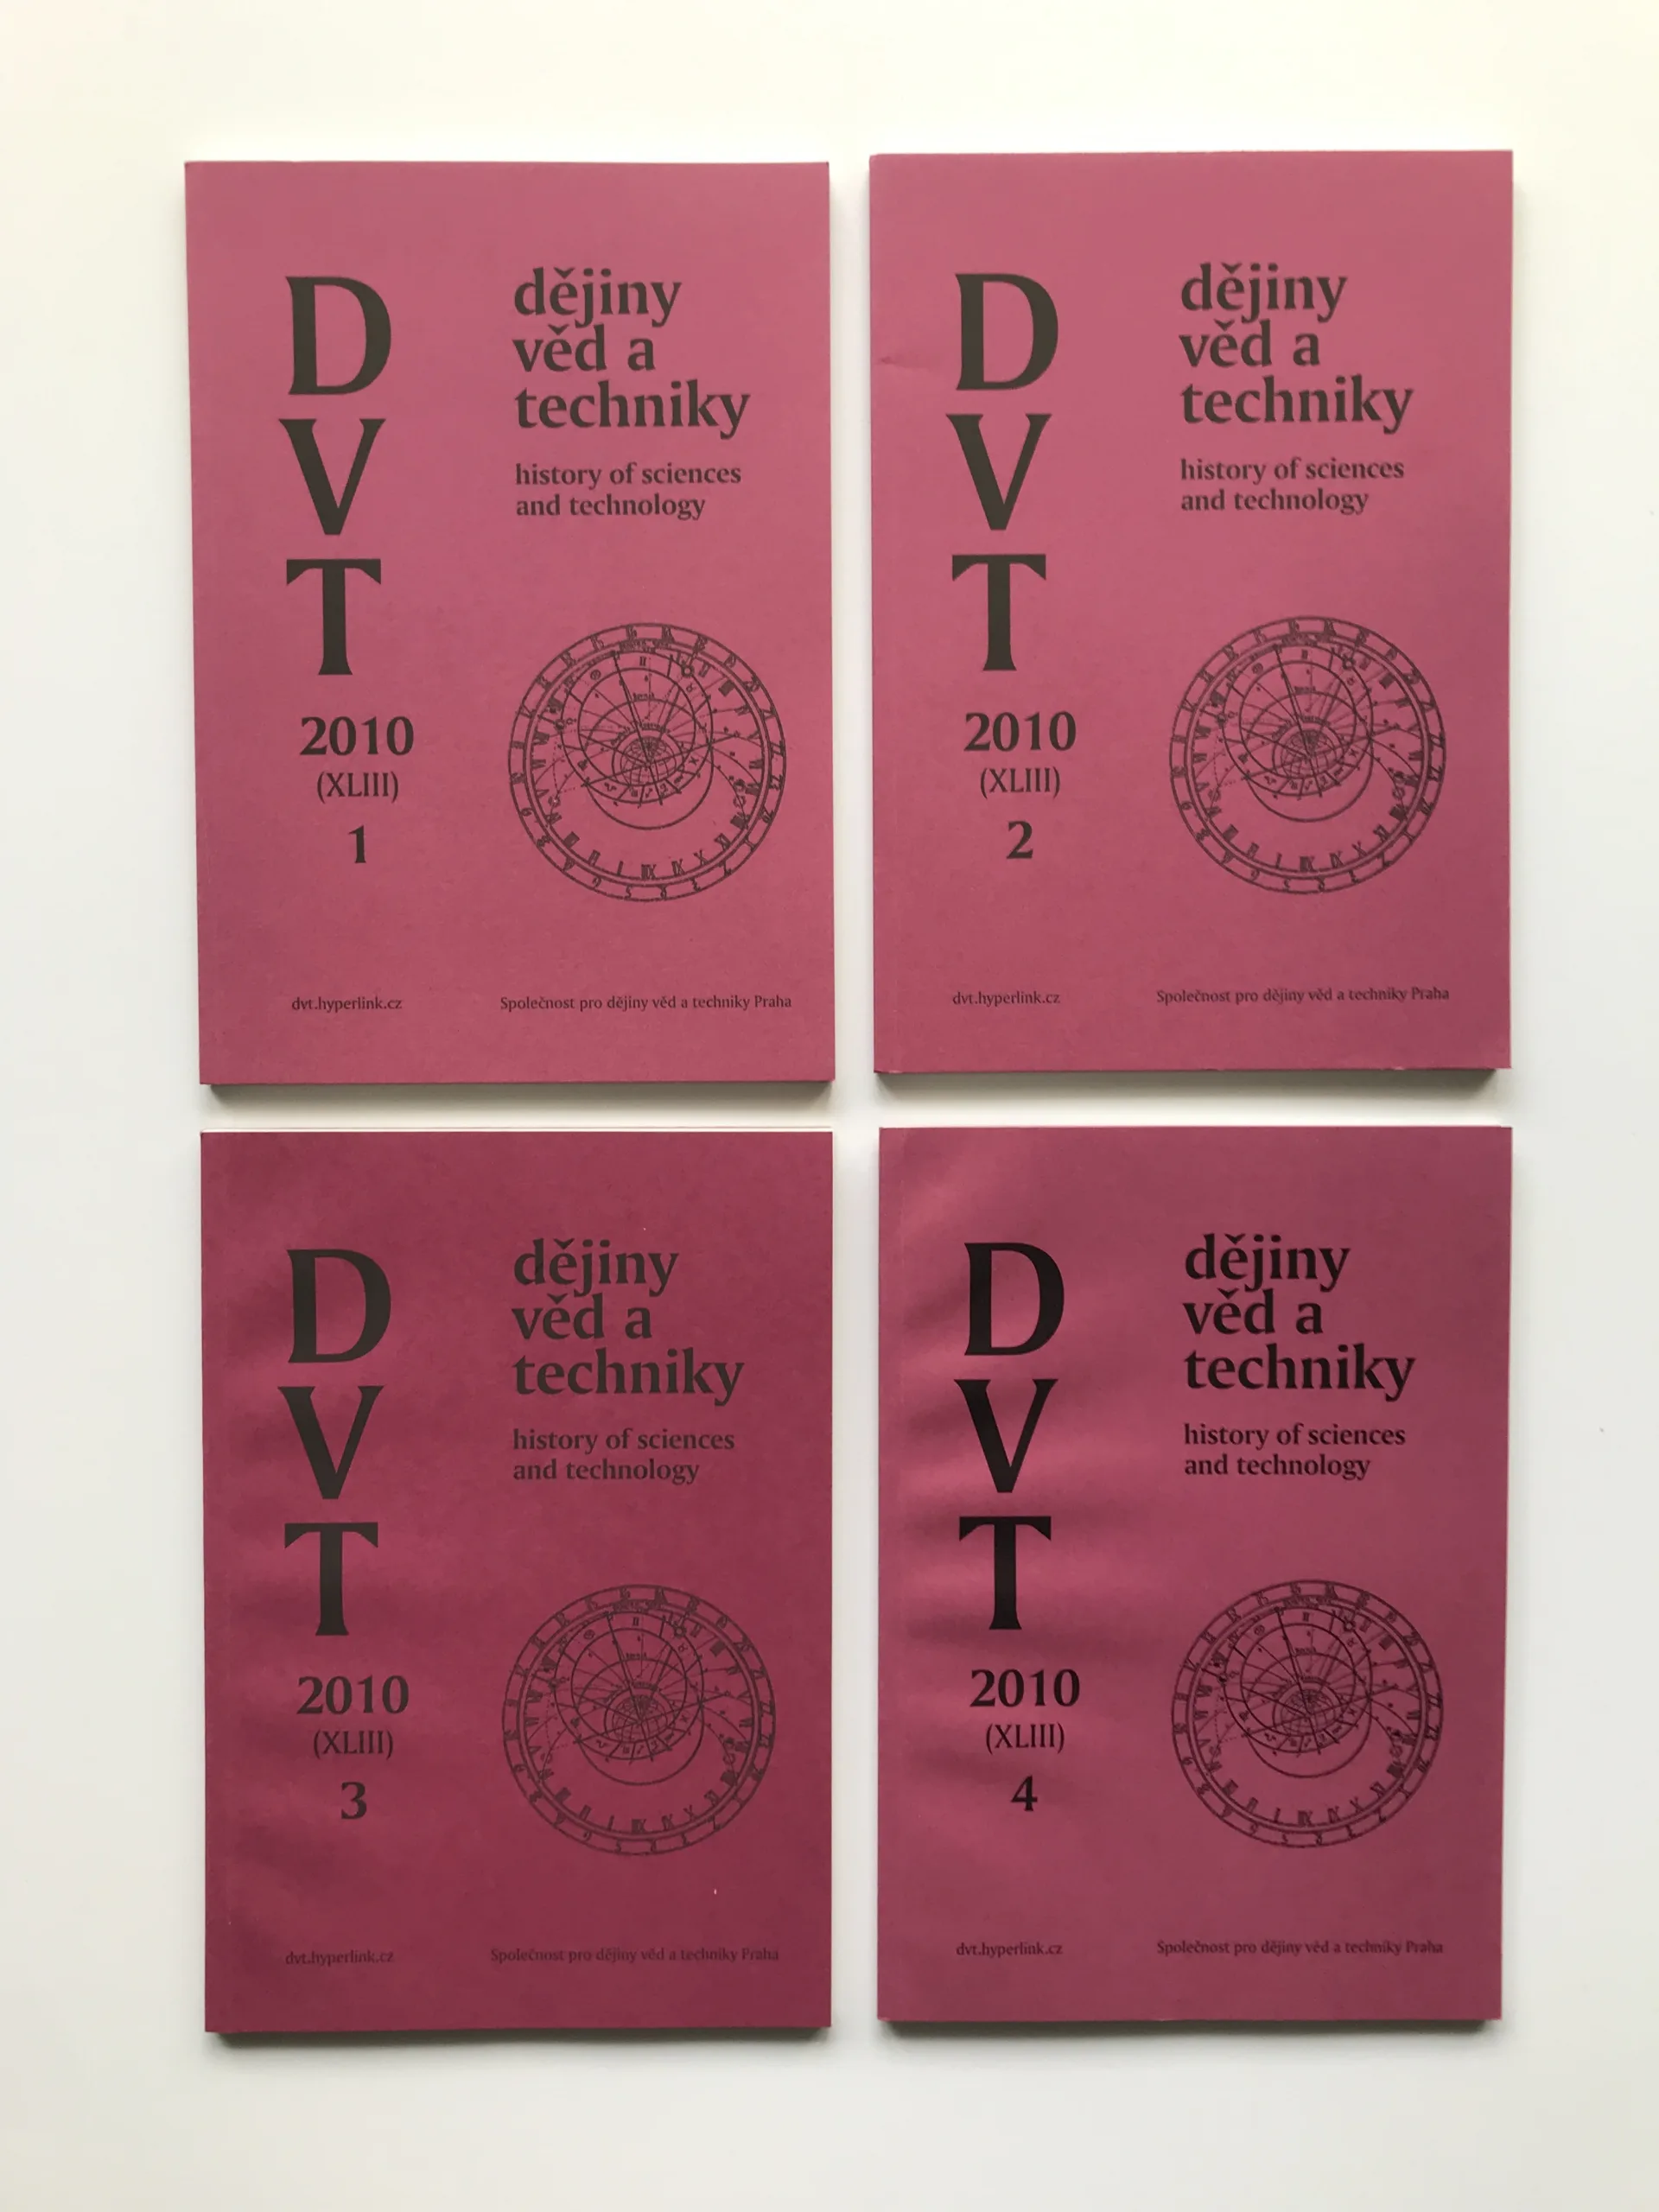 D
V
T
dějiny
věd a
techniky
history of sciences
and technology
2010
(XLIII)
1
dvt.hyperlink.cz
Společnost pro dějiny věd a techniky Praha
D
V
T
dějiny
věd a
techniky
history of sciences
and technology
2010
(XLIII)
2
dvt.hyperlink.cz
Společnost pro dějiny věd a techniky Praha
D
V
T
dějiny
věd a
techniky
history of sciences
and technology
2010
(XLIII)
3
dvt.hyperlink.cz
Společnost pro dějiny věd a techniky Praha
D
V
T
dějiny
věd a
techniky
history of sciences
and technology
2010
(XLIII)
4
dvt.hyperlink.cz
Společnost pro dějiny věd a techniky Praha